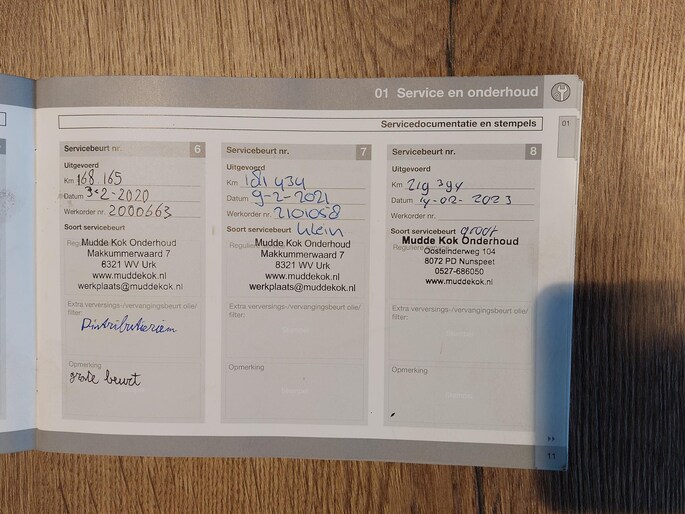 01 Service en onderhoud
Servicedocumentatie en stempels
01
Servicebeurt nr. 6
Uitgevoerd
Km 168 165
Datum 3-2-2020
Werkorder nr. 2000663
Soort servicebeurt
Mudde Kok Onderhoud
Makkummerwaard 7
8321 WV Urk
www.muddekok.nl
werkplaats@muddekok.nl
Extra verversings-/vervangingsbeurt olie/
filter:
Distributieriem
Opmerking
grote beurt
Servicebeurt nr. 7
Uitgevoerd
Km 181 434
Datum 9-2-2021
Werkorder nr. 2101058
Soort servicebeurt klein
Mudde Kok Onderhoud
Makkummerwaard 7
8321 WV Urk
www.muddekok.nl
werkplaats@muddekok.nl
Extra verversings-/vervangingsbeurt olie/
filter:
Opmerking
Servicebeurt nr. 8
Uitgevoerd
Km 219 394
Datum 14-02-2023
Werkorder nr.
Soort servicebeurt groot
Mudde Kok Onderhoud
Oosteinderweg 104
8072 PD Nunspeet
0527-686050
www.muddekok.nl
Extra verversings-/vervangingsbeurt olie/
filter:
Opmerking
11